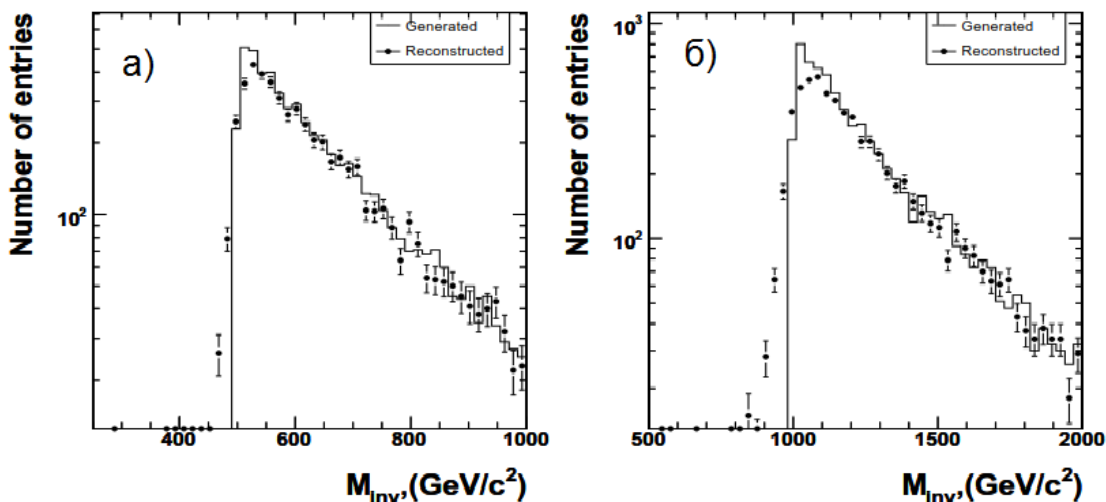 Number of entries
а)
Generated
Reconstructed
10²
400
600
800
1000
M_inv, (GeV/c²)
Number of entries
б)
10³
Generated
Reconstructed
10²
500
1000
1500
2000
M_inv, (GeV/c²)